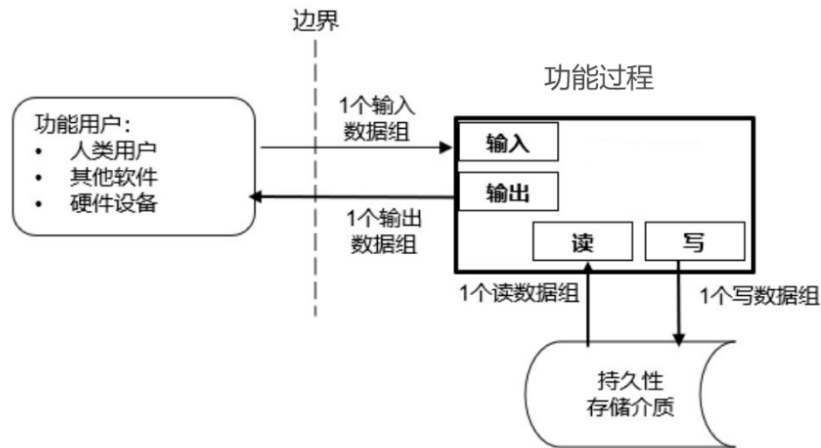 边界
功能过程
功能用户：
• 人类用户
• 其他软件
• 硬件设备
1个输入
数据组
输入
输出
1个输出
数据组
读
写
1个读数据组
1个写数据组
持久性
存储介质